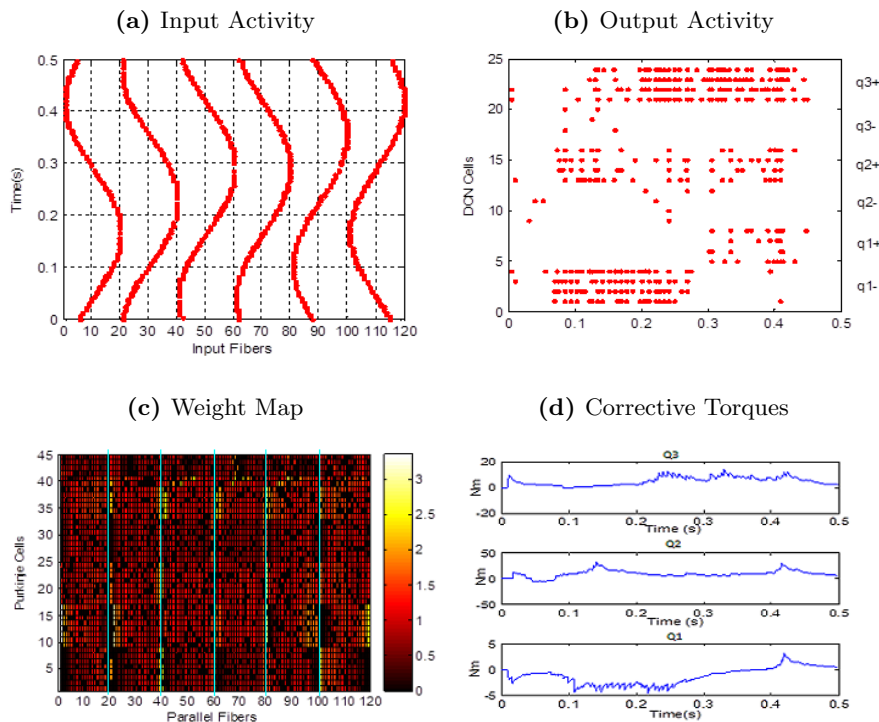 (a) Input Activity
0.5
0.4
0.3
0.2
0.1
0
Time(s)
0 10 20 30 40 50 60 70 80 90 100 110 120
Input Fibers
(b) Output Activity
25
20
15
10
5
0
DCN Cells
0 0.1 0.2 0.3 0.4 0.5
q3+
q3-
q2+
q2-
q1+
q1-
(c) Weight Map
45
40
35
30
25
20
15
10
5
Purkinje Cells
0 10 20 30 40 50 60 70 80 90 100 110 120
Parallel Fibers
3
2.5
2
1.5
1
0.5
0
(d) Corrective Torques
Q3
20
0
-20
Nm
0 0.1 0.2 0.3 0.4 0.5
Time (s)
Q2
50
0
-50
Nm
0 0.1 0.2 0.3 0.4 0.5
Time (s)
Q1
5
0
-5
Nm
0 0.1 0.2 0.3 0.4 0.5
Time(s)